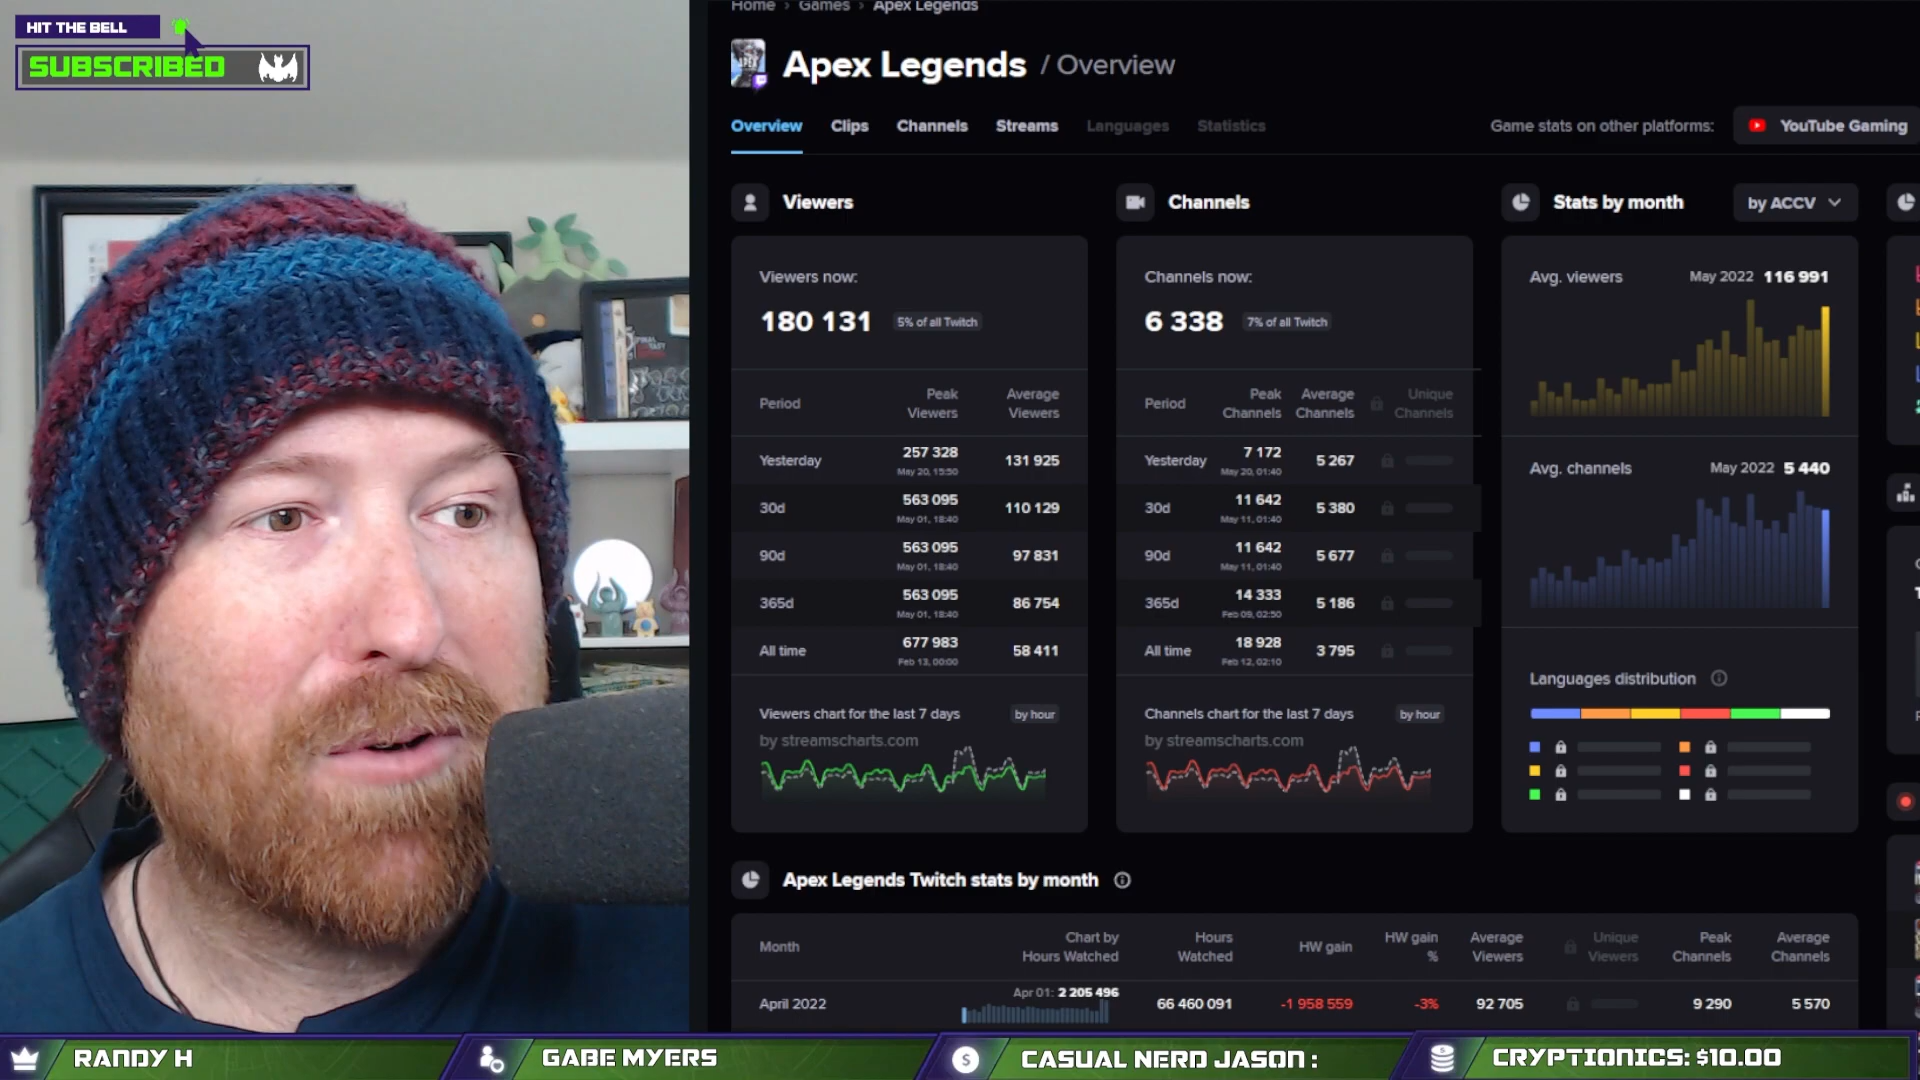 HIT THE BELL
SUBSCRIBED
Home › Games › Apex Legends
Apex Legends / Overview
Overview Clips Channels Streams Languages Statistics
Game stats on other platforms: YouTube Gaming
Viewers
Viewers now:
180 131 5% of all Twitch
Period Peak Viewers Average Viewers
Yesterday 257 328 131 925
May 20, 15:50
30d 563 095 110 129
May 01, 18:40
90d 563 095 97 831
May 01, 18:40
365d 563 095 86 754
May 01, 18:40
All time 677 983 58 411
Feb 13, 00:00
Viewers chart for the last 7 days by hour
by streamscharts.com
Channels
Channels now:
6 338 7% of all Twitch
Period Peak Channels Average Channels Unique Channels
Yesterday 7 172 5 267
May 20, 01:40
30d 11 642 5 380
May 11, 01:40
90d 11 642 5 677
May 11, 01:40
365d 14 333 5 186
Feb 09, 02:50
All time 18 928 3 795
Feb 12, 02:10
Channels chart for the last 7 days by hour
by streamscharts.com
Stats by month by ACCV
Avg. viewers May 2022 116 991
Avg. channels May 2022 5 440
Languages distribution
Apex Legends Twitch stats by month
Month Chart by Hours Watched Hours Watched HW gain HW gain % Average Viewers Unique Viewers Peak Channels Average Channels
Apr 01: 2 205 496
April 2022 66 460 091 -1 958 559 -3% 92 705 9 290 5 570
RANDY H GABE MYERS CASUAL NERD JASON : CRYPTIONICS: $10.00